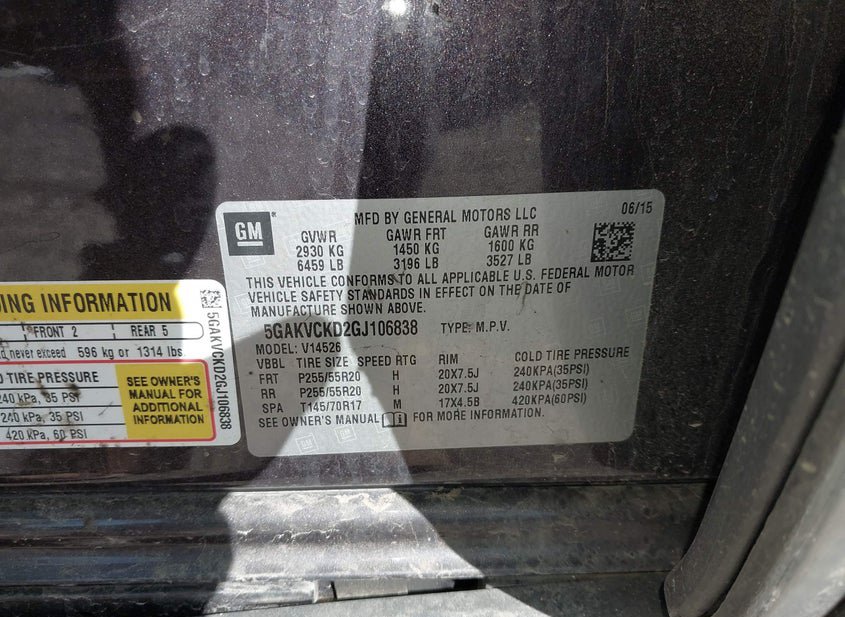 GM
®
MFD BY GENERAL MOTORS LLC
06/15
GVWR GAWR FRT GAWR RR
2930 KG 1450 KG 1600 KG
6459 LB 3196 LB 3527 LB
THIS VEHICLE CONFORMS TO ALL APPLICABLE U.S. FEDERAL MOTOR
VEHICLE SAFETY STANDARDS IN EFFECT ON THE DATE OF
MANUFACTURE SHOWN ABOVE.
5GAKVCKD2GJ106838 TYPE: M.P.V.
MODEL: V14526
VBBL TIRE SIZE SPEED RTG RIM COLD TIRE PRESSURE
FRT P255/55R20 H 20X7.5J 240KPA(35PSI)
RR P255/55R20 H 20X7.5J 240KPA(35PSI)
SPA T145/70R17 M 17X4.5B 420KPA(60PSI)
SEE OWNER'S MANUAL FOR MORE INFORMATION.
INFORMATION
FRONT 2 REAR 5
never exceed 596 kg or 1314 lbs
TIRE PRESSURE
240 kPa, 35 PSI
240 kPa, 35 PSI
420 kPa, 60 PSI
SEE OWNER'S
MANUAL FOR
ADDITIONAL
INFORMATION
5GAKVCKD2GJ106838